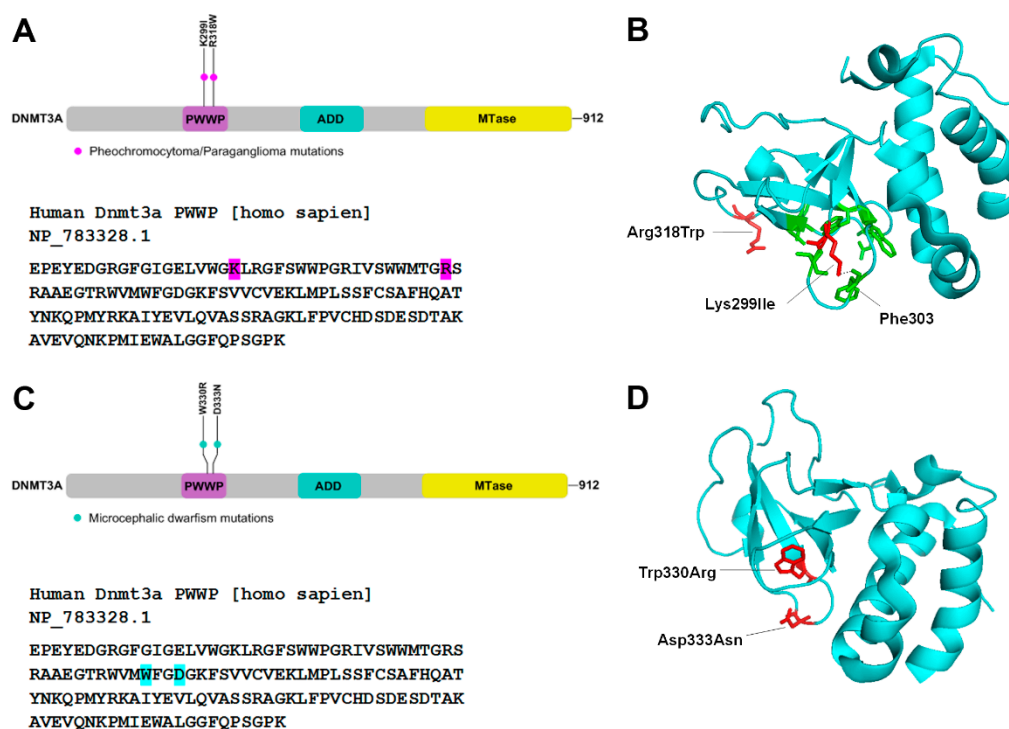 A
K299I
R318W
DNMT3A
PWWP
ADD
MTase
912
Pheochromocytoma/Paraganglioma mutations
Human Dnmt3a PWWP [homo sapien]
NP_783328.1
EPEYEDGRGFGIGELVWGKLRGFSWWPGRIVSWWMTGRS
RAAEGTRWVMWFGDGKFSVVCVEKLMPLSSFCSAFHQAT
YNKQPMYRKAIYEVLQVASSRAGKLFPVCHDSDESDTAK
AVEVQNKPMIEWALGGFQPSGPK
B
Arg318Trp
Lys299Ile
Phe303
C
W330R
D333N
DNMT3A
PWWP
ADD
MTase
912
Microcephalic dwarfism mutations
Human Dnmt3a PWWP [homo sapien]
NP_783328.1
EPEYEDGRGFGIGELVWGKLRGFSWWPGRIVSWWMTGRS
RAAEGTRWVMWFGDGKFSVVCVEKLMPLSSFCSAFHQAT
YNKQPMYRKAIYEVLQVASSRAGKLFPVCHDSDESDTAK
AVEVQNKPMIEWALGGFQPSGPK
D
Trp330Arg
Asp333Asn